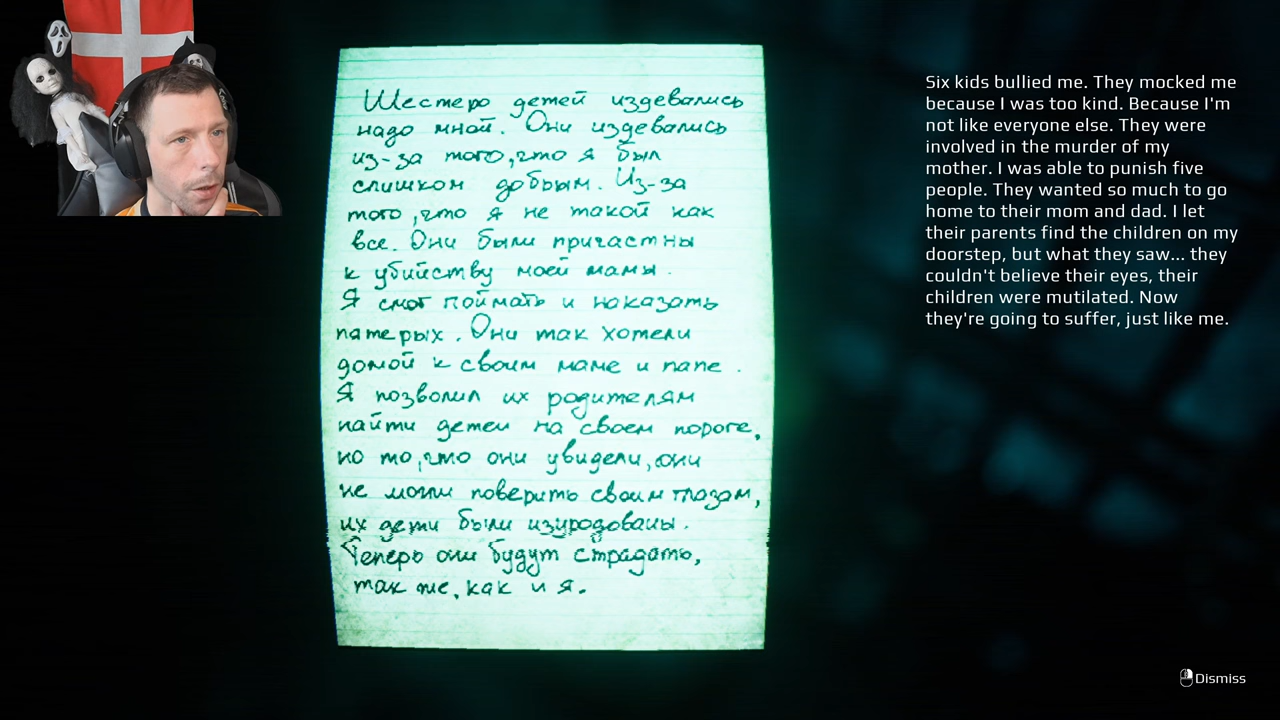 Шестеро детей издевались
надо мной. Они издевались
из-за того,что я был
слишком добрым. Из-за
того,что я не такой как
все. Они были причастны
к убийству моей мамы.
Я смог поймать и наказать
пятерых. Они так хотели
домой к своим маме и папе.
Я позволил их родителям
найти детей на своем пороге,
но то,что они увидели,они
не могли поверить своим глазам,
их дети были изуродованы.
Теперь они будут страдать,
так же,как и я.
Six kids bullied me. They mocked me
because I was too kind. Because I'm
not like everyone else. They were
involved in the murder of my
mother. I was able to punish five
people. They wanted so much to go
home to their mom and dad. I let
their parents find the children on my
doorstep, but what they saw... they
couldn't believe their eyes, their
children were mutilated. Now
they're going to suffer, just like me.
Dismiss